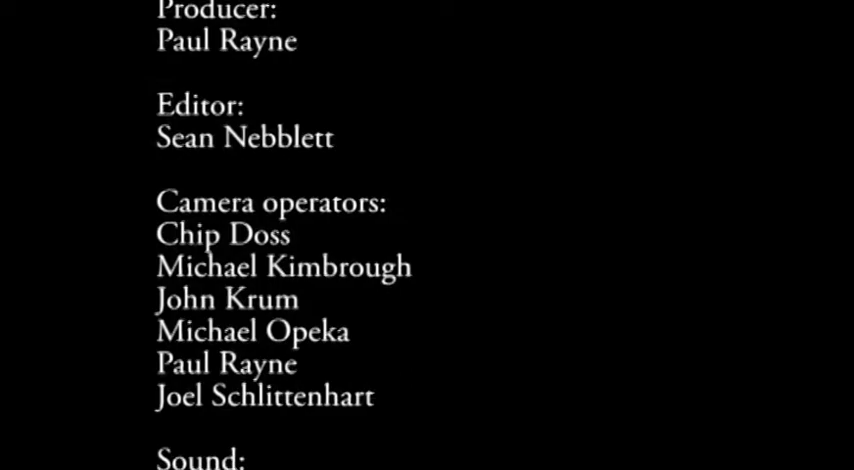 Producer:
Paul Rayne
Editor:
Sean Nebblett
Camera operators:
Chip Doss
Michael Kimbrough
John Krum
Michael Opeka
Paul Rayne
Joel Schlittenhart
Sound: